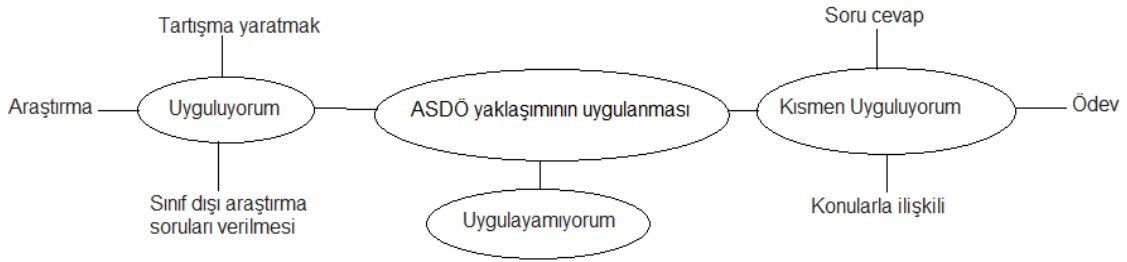 Soru cevap
Tartışma yaratmak
Araştırma
Uyguluyorum
ASDÖ yaklaşımının uygulanması
Kısmen Uyguluyorum
Ödev
Sınıf dışı araştırma
soruları verilmesi
Uygulayamıyorum
Konularla ilişkili